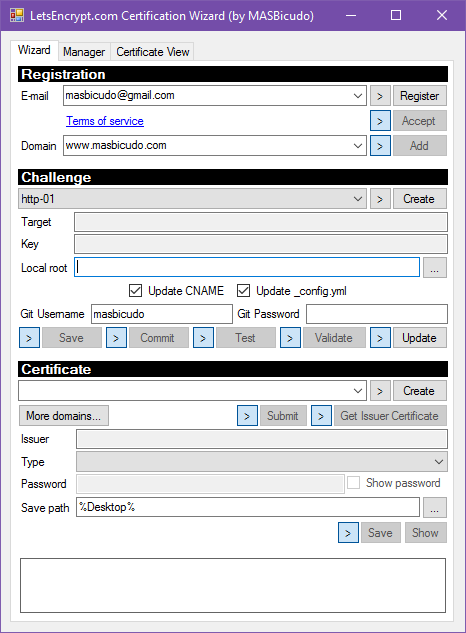 LetsEncrypt.com Certification Wizard (by MASBicudo)
Wizard Manager Certificate View
Registration
E-mail masbicudo@gmail.com > Register
Terms of service > Accept
Domain www.masbicudo.com > Add
Challenge
http-01 > Create
Target
Key
Local root ...
Update CNAME Update _config.yml
Git Username masbicudo Git Password
> Save > Commit > Test > Validate > Update
Certificate
> Create
More domains... > Submit > Get Issuer Certificate
Issuer
Type
Password Show password
Save path %Desktop% ...
> Save Show